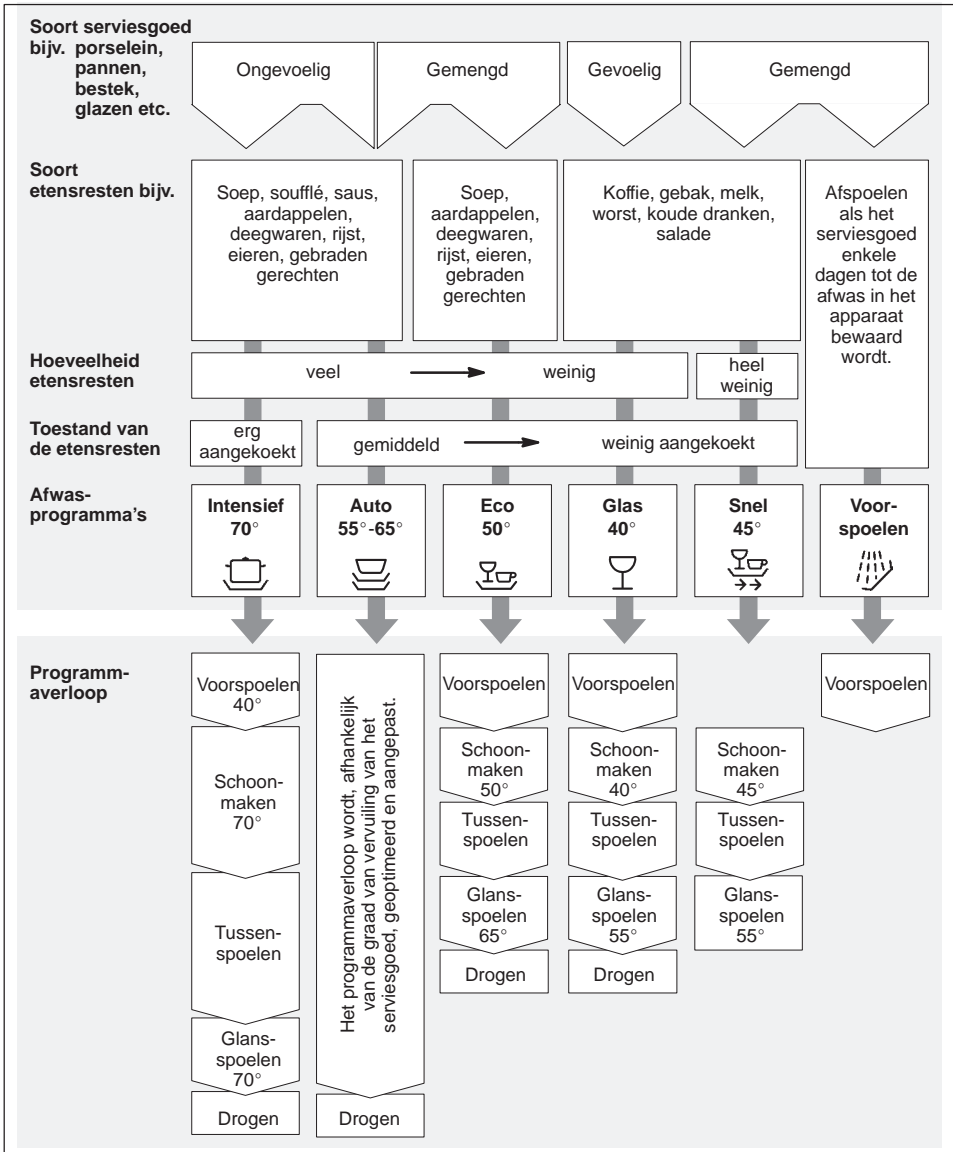 Soort serviesgoed
bijv. porselein,
pannen,
bestek,
glazen etc.
Ongevoelig
Gemengd
Gevoelig
Gemengd
Soort
etensresten bijv.
Soep, soufflé, saus,
aardappelen,
deegwaren, rijst,
eieren, gebraden
gerechten
Soep,
aardappelen,
deegwaren,
rijst, eieren,
gebraden
gerechten
Koffie, gebak, melk,
worst, koude dranken,
salade
Afspoelen
als het
serviesgoed
enkele
dagen tot de
afwas in het
apparaat
bewaard
wordt.
Hoeveelheid
etensresten
veel
weinig
heel
weinig
Toestand van
de etensresten
erg
aangekoekt
gemiddeld
weinig aangekoekt
Afwas-
programma's
Intensief
70°
Auto
55°-65°
Eco
50°
Glas
40°
Snel
45°
Voor-
spoelen
Programm-
averloop
Voorspoelen
40°
Schoon-
maken
70°
Tussen-
spoelen
Glans-
spoelen
70°
Drogen
Het programmaverloop wordt, afhankelijk
van de graad van vervuiling van het
serviesgoed, geoptimeerd en aangepast.
Drogen
Voorspoelen
Schoon-
maken
50°
Tussen-
spoelen
Glans-
spoelen
65°
Drogen
Voorspoelen
Schoon-
maken
40°
Tussen-
spoelen
Glans-
spoelen
55°
Drogen
Schoon-
maken
45°
Tussen-
spoelen
Glans-
spoelen
55°
Voorspoelen